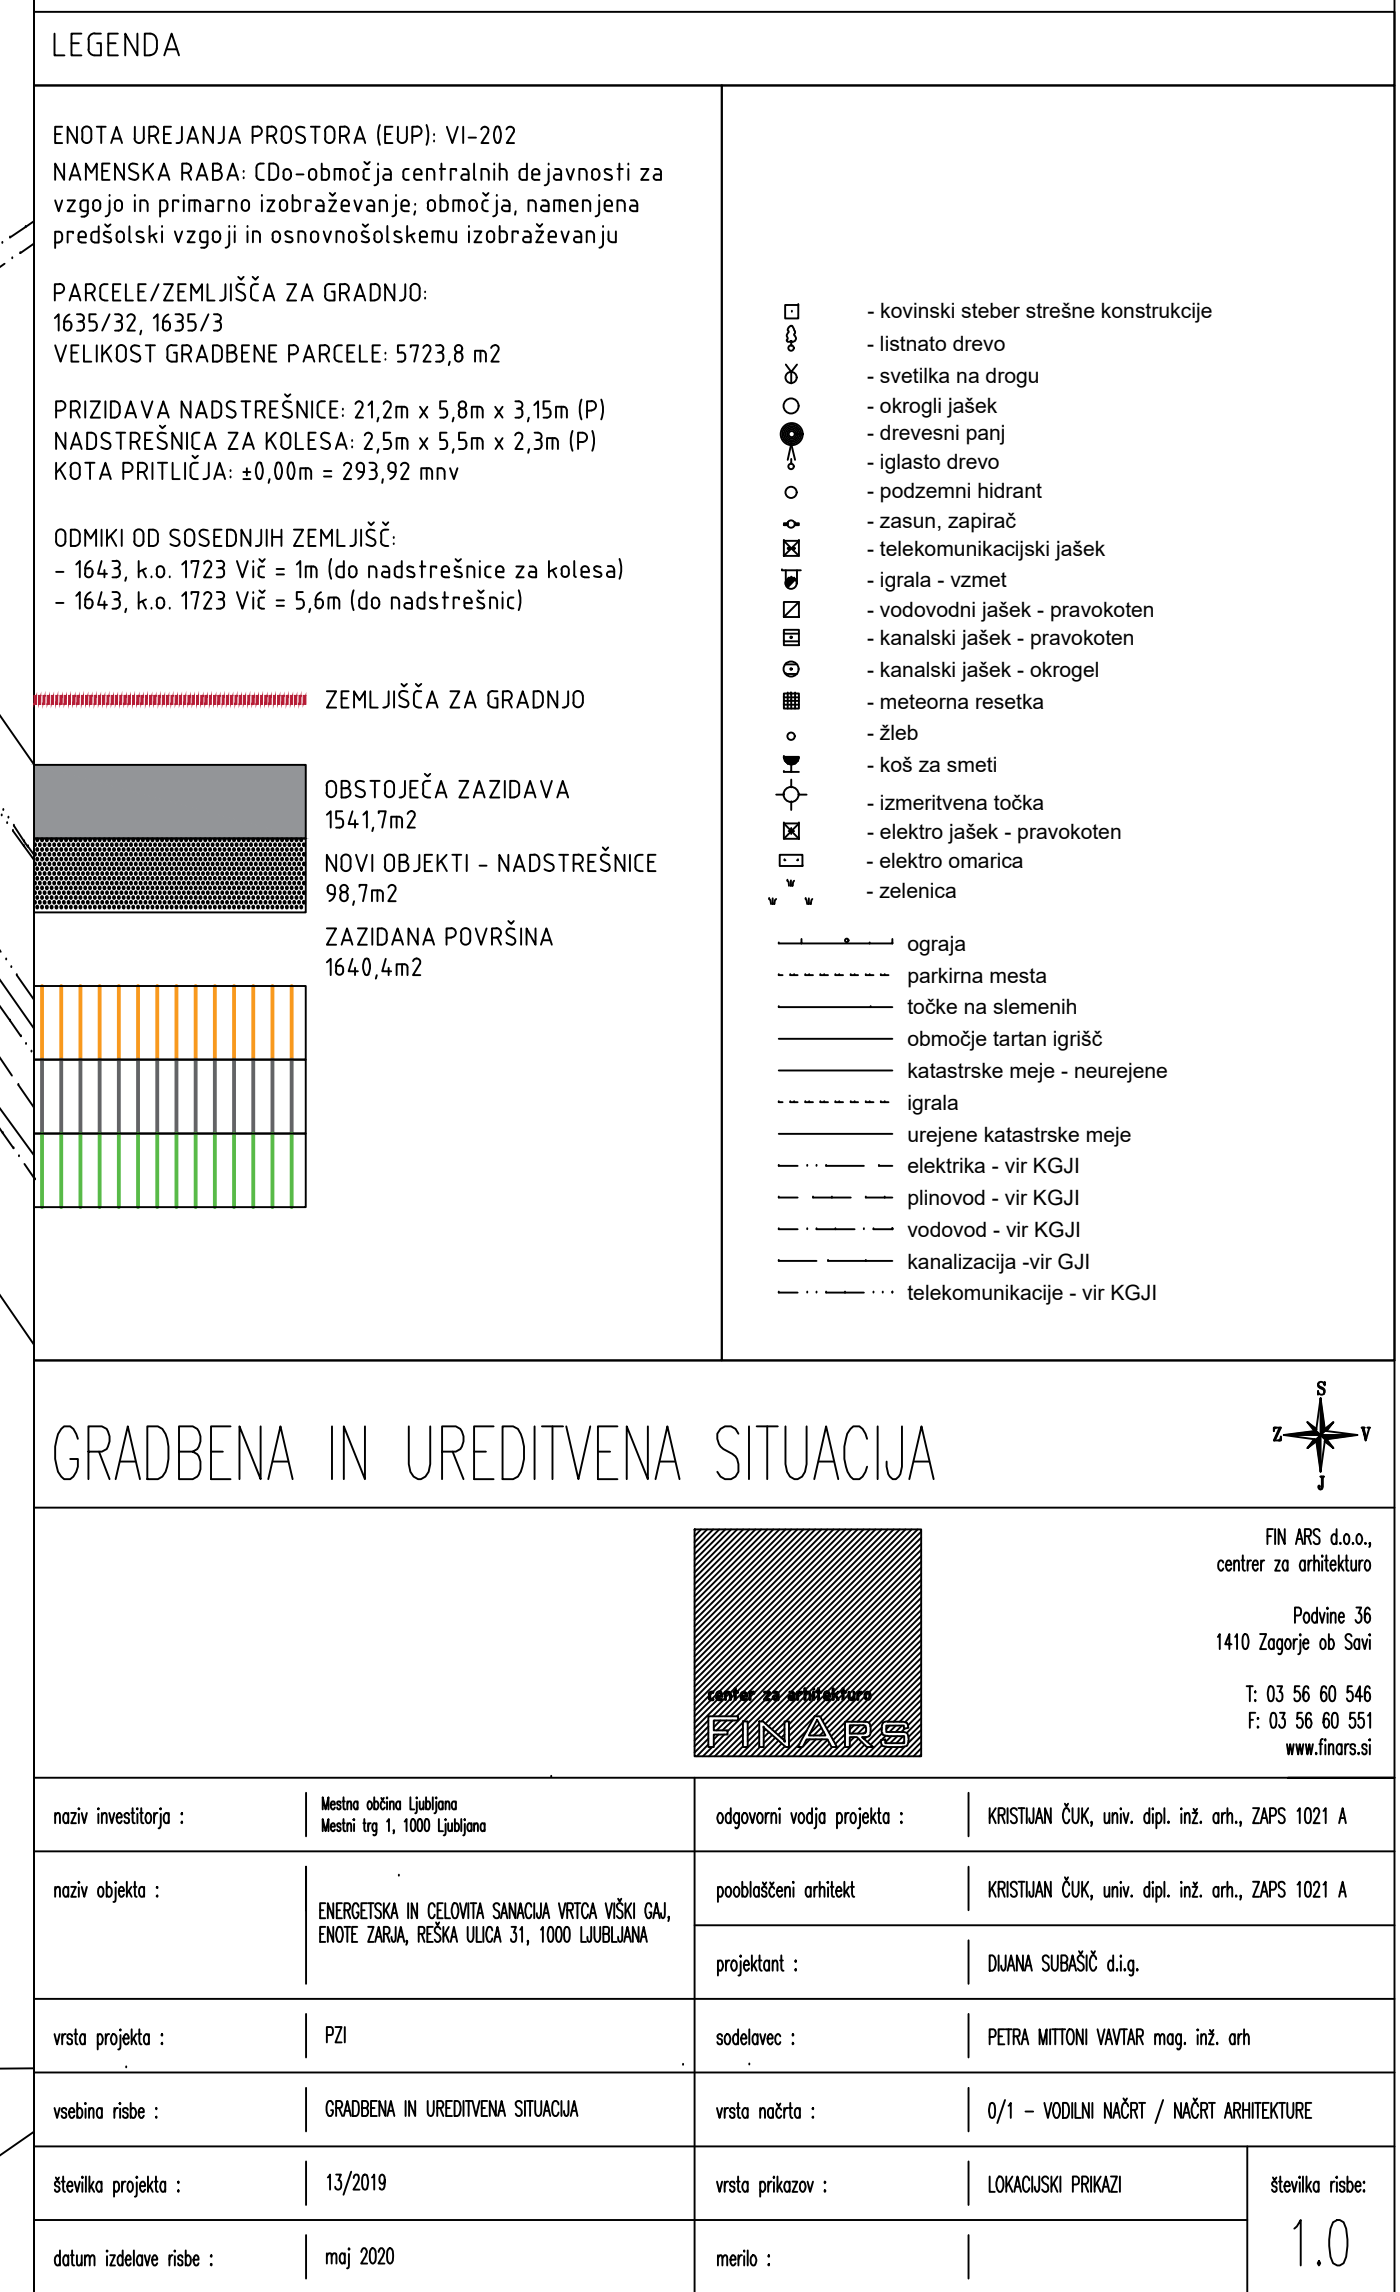 LEGENDA
ENOTA UREJANJA PROSTORA (EUP): VI-202
NAMENSKA RABA: CDo-območja centralnih dejavnosti za
vzgojo in primarno izobraževanje; območja, namenjena
predšolski vzgoji in osnovnošolskemu izobraževanju
PARCELE/ZEMLJIŠČA ZA GRADNJO:
1635/32, 1635/3
VELIKOST GRADBENE PARCELE: 5723,8 m2
PRIZIDAVA NADSTREŠNICE: 21,2m x 5,8m x 3,15m (P)
NADSTREŠNICA ZA KOLESA: 2,5m x 5,5m x 2,3m (P)
KOTA PRITLIČJA: ±0,00m = 293,92 mnv
ODMIKI OD SOSEDNJIH ZEMLJIŠČ:
- 1643, k.o. 1723 Vič = 1m (do nadstrešnice za kolesa)
- 1643, k.o. 1723 Vič = 5,6m (do nadstrešnic)
ZEMLJIŠČA ZA GRADNJO
OBSTOJEČA ZAZIDAVA
1541,7m2
NOVI OBJEKTI - NADSTREŠNICE
98,7m2
ZAZIDANA POVRŠINA
1640,4m2
- kovinski steber strešne konstrukcije
- listnato drevo
- svetilka na drogu
- okrogli jašek
- drevesni panj
- iglasto drevo
- podzemni hidrant
- zasun, zapirač
- telekomunikacijski jašek
- igrala - vzmet
- vodovodni jašek - pravokoten
- kanalski jašek - pravokoten
- kanalski jašek - okrogel
- meteorna resetka
- žleb
- koš za smeti
- izmeritvena točka
- elektro jašek - pravokoten
- elektro omarica
- zelenica
ograja
parkirna mesta
točke na slemenih
območje tartan igrišč
katastrske meje - neurejene
igrala
urejene katastrske meje
elektrika - vir KGJI
plinovod - vir KGJI
vodovod - vir KGJI
kanalizacija -vir GJI
telekomunikacije - vir KGJI
GRADBENA IN UREDITVENA SITUACIJA
S
Z V
J
center za arhitekturo
FINARS
FIN ARS d.o.o.,
centrer za arhitekturo
Podvine 36
1410 Zagorje ob Savi
T: 03 56 60 546
F: 03 56 60 551
www.finars.si
naziv investitorja :
Mestna občina Ljubljana
Mestni trg 1, 1000 Ljubljana
odgovorni vodja projekta :
KRISTIJAN ČUK, univ. dipl. inž. arh., ZAPS 1021 A
naziv objekta :
ENERGETSKA IN CELOVITA SANACIJA VRTCA VIŠKI GAJ,
ENOTE ZARJA, REŠKA ULICA 31, 1000 LJUBLJANA
pooblaščeni arhitekt
KRISTIJAN ČUK, univ. dipl. inž. arh., ZAPS 1021 A
projektant :
DIJANA SUBAŠIČ d.i.g.
vrsta projekta :
PZI
sodelavec :
PETRA MITTONI VAVTAR mag. inž. arh
vsebina risbe :
GRADBENA IN UREDITVENA SITUACIJA
vrsta načrta :
0/1 - VODILNI NAČRT / NAČRT ARHITEKTURE
številka projekta :
13/2019
vrsta prikazov :
LOKACIJSKI PRIKAZI
številka risbe:
1.0
datum izdelave risbe :
maj 2020
merilo :